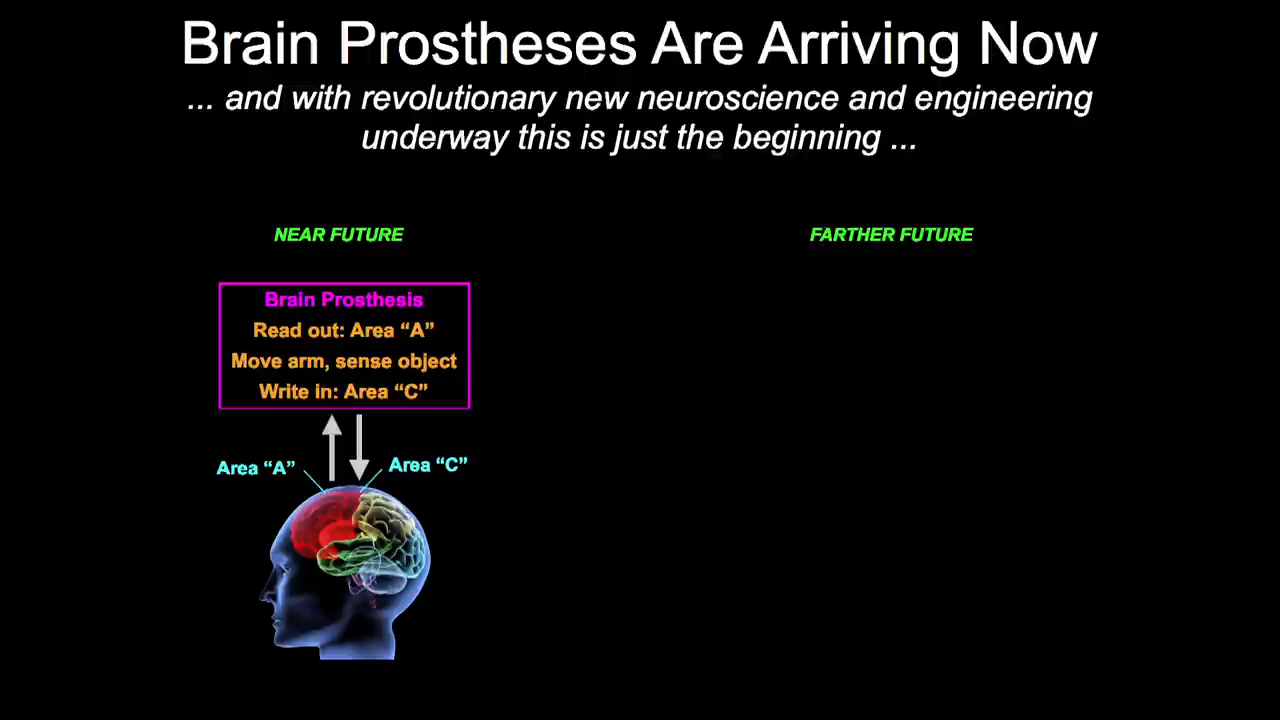 Brain Prostheses Are Arriving Now
... and with revolutionary new neuroscience and engineering
underway this is just the beginning ...
NEAR FUTURE
FARTHER FUTURE
Brain Prosthesis
Read out: Area “A”
Move arm, sense object
Write in: Area “C”
Area “A”
Area “C”